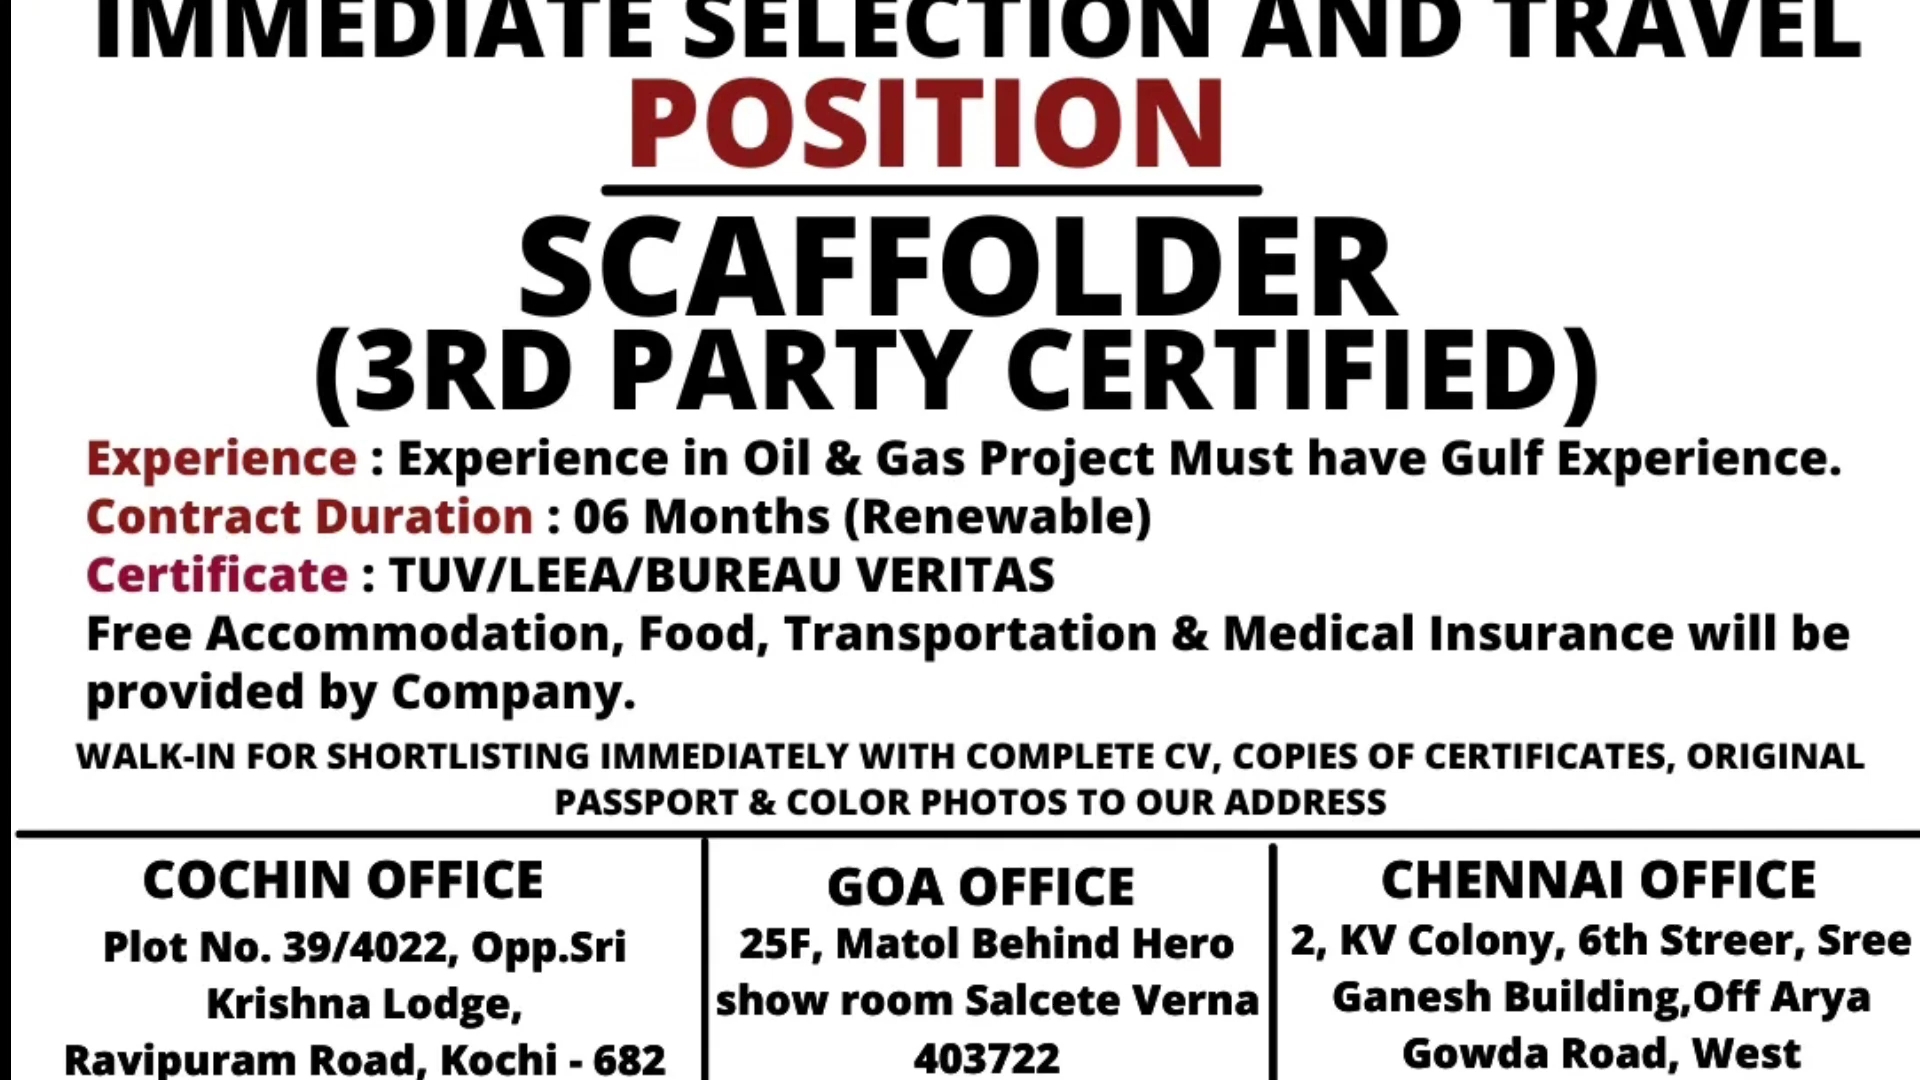 IMMEDIATE SELECTION AND TRAVEL
POSITION
SCAFFOLDER
(3RD PARTY CERTIFIED)
Experience : Experience in Oil & Gas Project Must have Gulf Experience.
Contract Duration : 06 Months (Renewable)
Certificate : TUV/LEEA/BUREAU VERITAS
Free Accommodation, Food, Transportation & Medical Insurance will be
provided by Company.
WALK-IN FOR SHORTLISTING IMMEDIATELY WITH COMPLETE CV, COPIES OF CERTIFICATES, ORIGINAL
PASSPORT & COLOR PHOTOS TO OUR ADDRESS
COCHIN OFFICE
Plot No. 39/4022, Opp.Sri
Krishna Lodge,
Ravipuram Road, Kochi - 682
GOA OFFICE
25F, Matol Behind Hero
show room Salcete Verna
403722
CHENNAI OFFICE
2, KV Colony, 6th Streer, Sree
Ganesh Building,Off Arya
Gowda Road, West